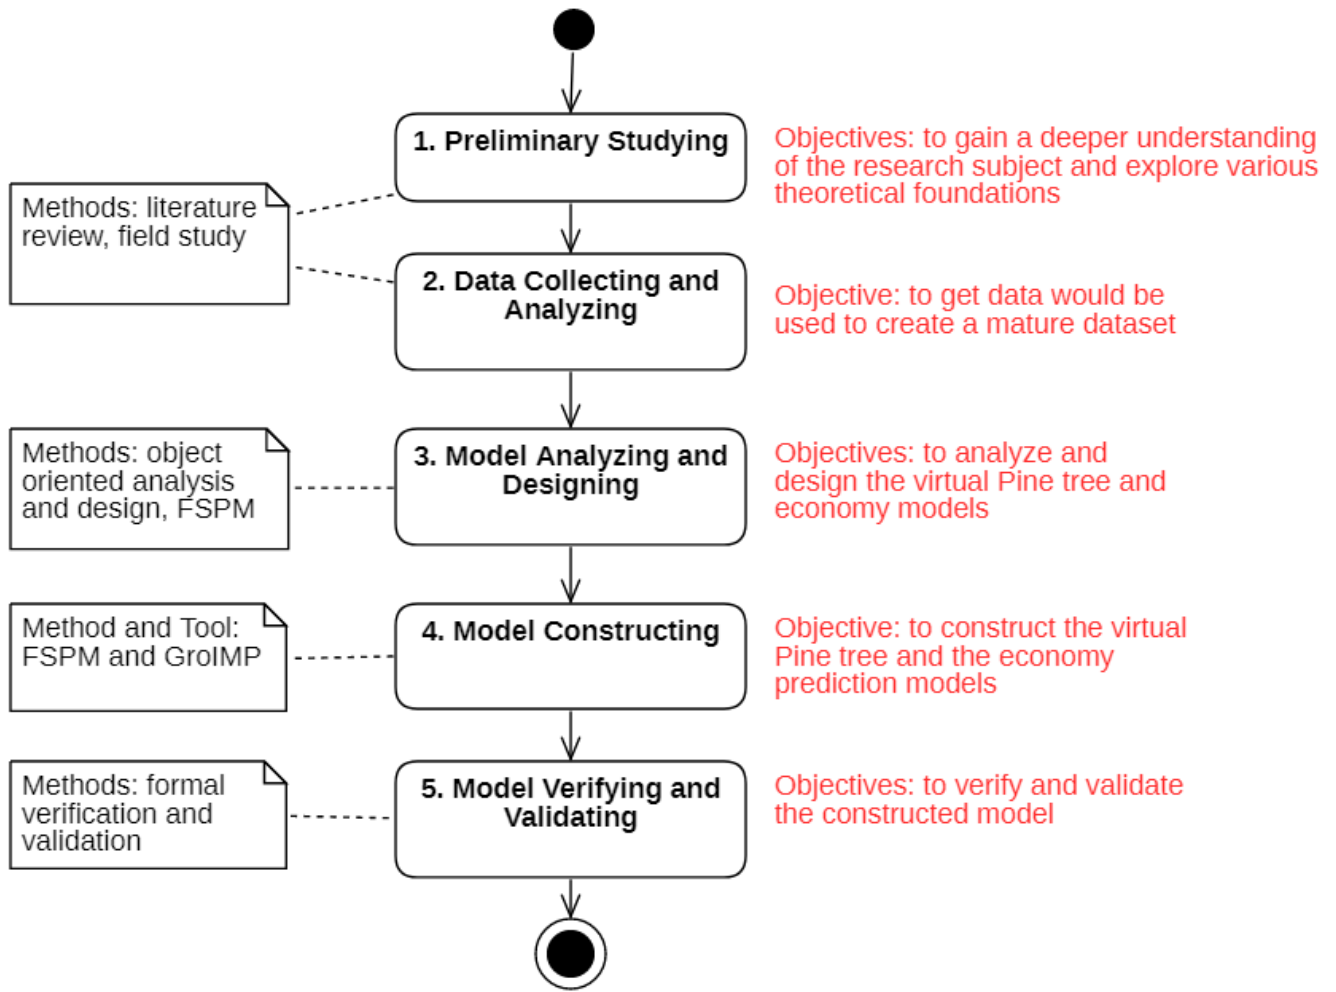 1. Preliminary Studying
Objectives: to gain a deeper understanding
of the research subject and explore various
theoretical foundations
Methods: literature
review, field study
2. Data Collecting and
Analyzing
Objective: to get data would be
used to create a mature dataset
Methods: object
oriented analysis
and design, FSPM
3. Model Analyzing and
Designing
Objectives: to analyze and
design the virtual Pine tree and
economy models
Method and Tool:
FSPM and GroIMP
4. Model Constructing
Objective: to construct the virtual
Pine tree and the economy
prediction models
Methods: formal
verification and
validation
5. Model Verifying and
Validating
Objectives: to verify and validate
the constructed model